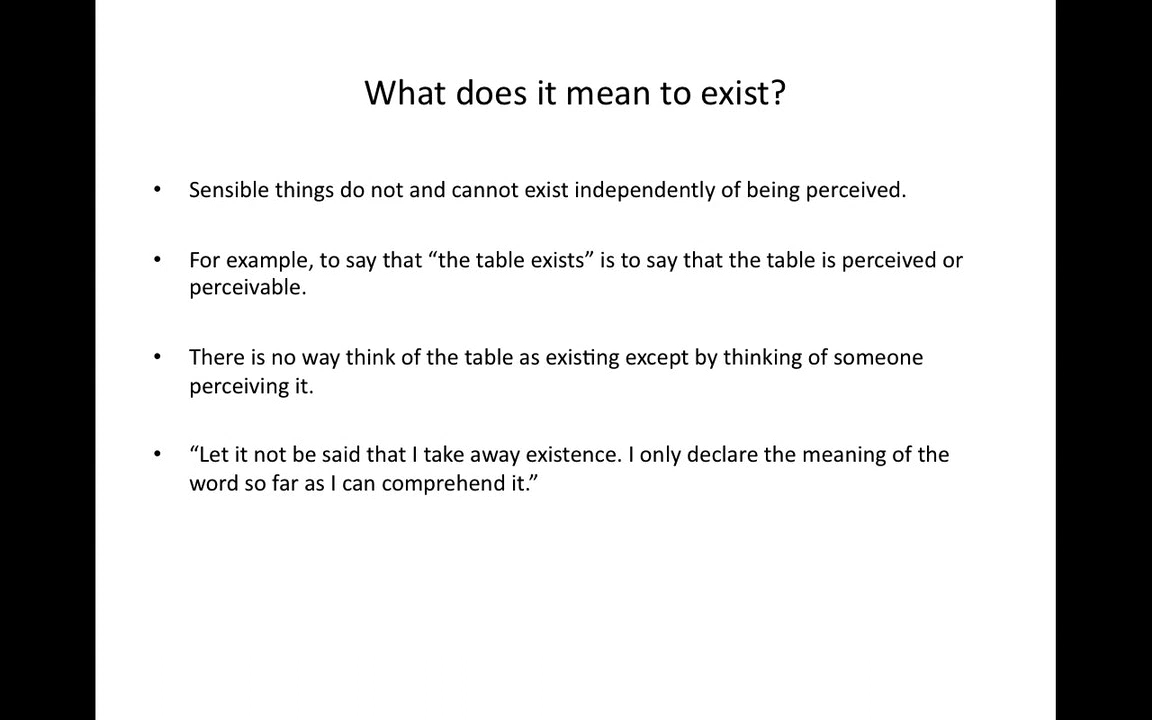 What does it mean to exist?
• Sensible things do not and cannot exist independently of being perceived.
• For example, to say that “the table exists” is to say that the table is perceived or
perceivable.
• There is no way think of the table as existing except by thinking of someone
perceiving it.
• “Let it not be said that I take away existence. I only declare the meaning of the
word so far as I can comprehend it.”